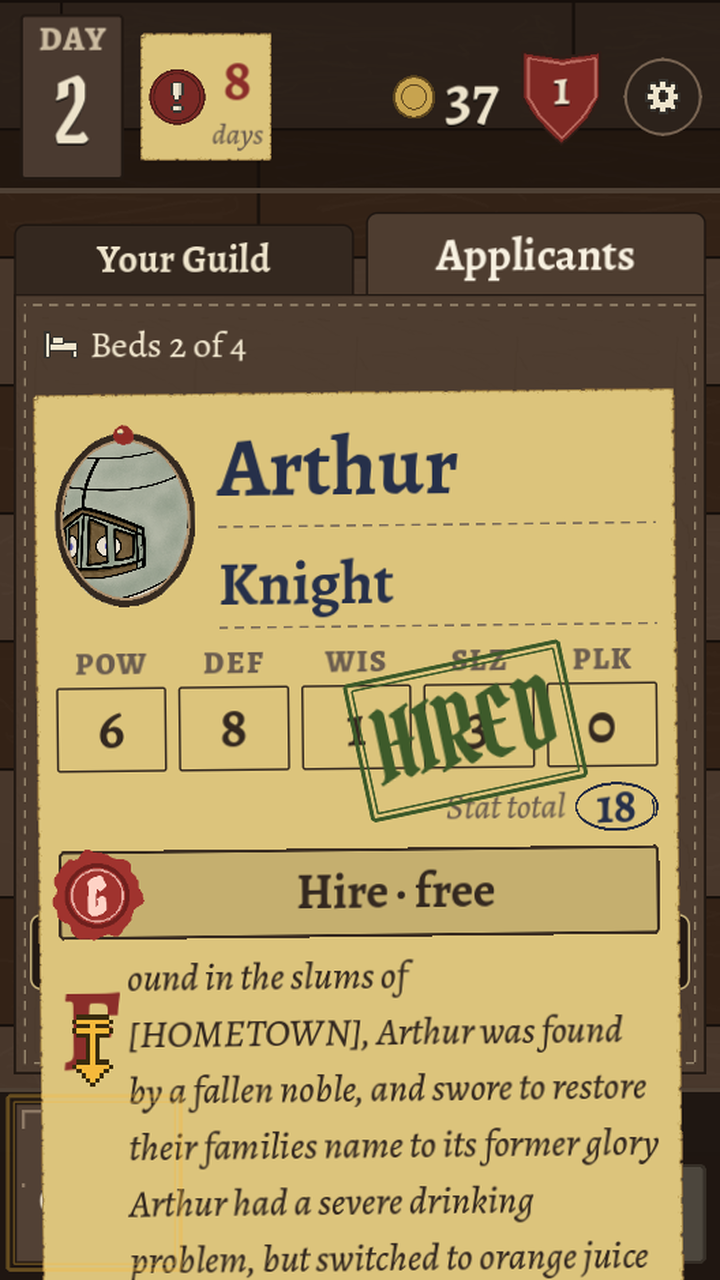 DAY
2
!
8
days
37
1
Your Guild
Applicants
Beds 2 of 4
Arthur
Knight
POW DEF WIS SLZ PLK
6 8 1 3 0
HIRED
Stat total 18
G
Hire · free
Found in the slums of
[HOMETOWN], Arthur was found
by a fallen noble, and swore to restore
their families name to its former glory
Arthur had a severe drinking
problem, but switched to orange juice